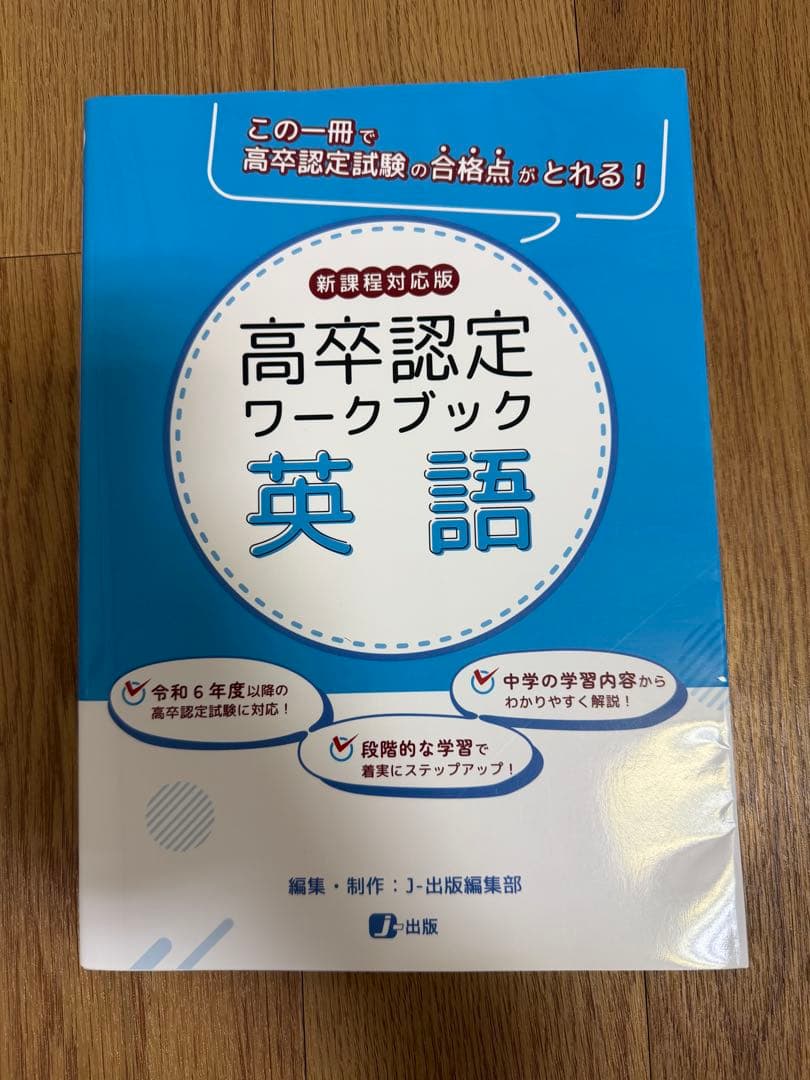 この一冊で
高卒認定試験の合格点がとれる！
新課程対応版
高卒認定
ワークブック
英語
令和6年度以降の
高卒認定試験に対応！
中学の学習内容から
わかりやすく解説！
段階的な学習で
着実にステップアップ！
編集・制作：J-出版編集部
J-出版